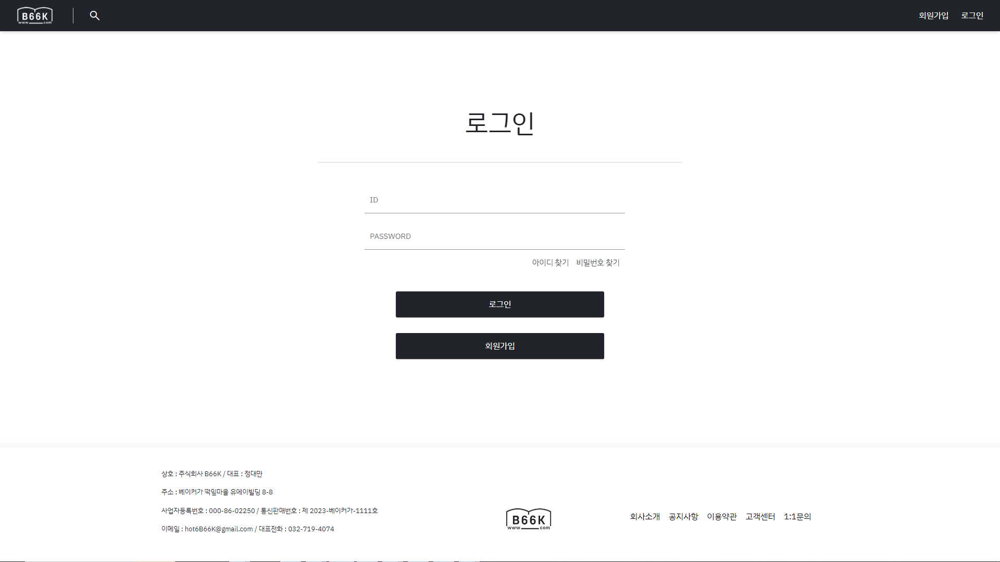 B66K
www.com
회원가입 로그인
로그인
ID
PASSWORD
아이디 찾기 비밀번호 찾기
로그인
회원가입
상호 : 주식회사 B66K / 대표 : 정대만
주소 : 베이커가 떡잎마을 유에이빌딩 8-8
사업자등록번호 : 000-86-02250 / 통신판매번호 : 제 2023-베이커가-1111호
이메일 : hot6B66K@gmail.com / 대표전화 : 032-719-4074
B66K
www.com
회사소개 공지사항 이용약관 고객센터 1:1문의